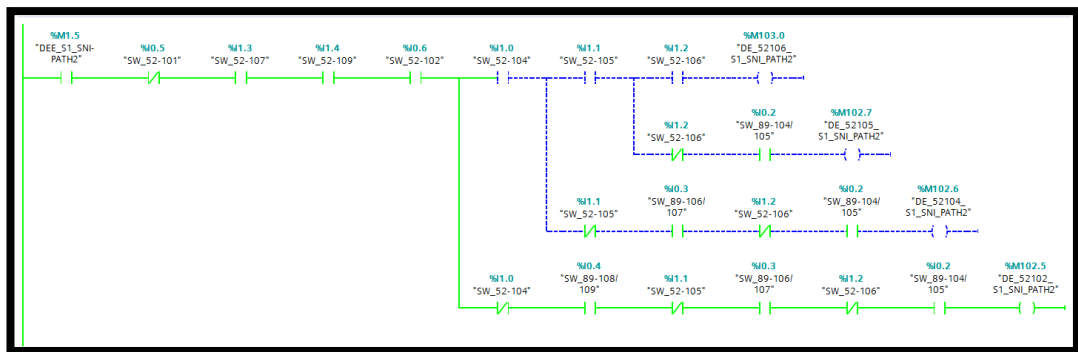 %M1.5
"DEE_S1_SNI-
PATH2"
%I0.5
"SW_52-101"
%I1.3
"SW_52-107"
%I1.4
"SW_52-109"
%I0.6
"SW_52-102"
%I1.0
"SW_52-104"
%I1.1
"SW_52-105"
%I1.2
"SW_52-106"
%M103.0
"DE_52106_
S1_SNI_PATH2"
%I1.2
"SW_52-106"
%I0.2
"SW_89-104/
105"
%M102.7
"DE_52105_
S1_SNI_PATH2"
%I1.1
"SW_52-105"
%I0.3
"SW_89-106/
107"
%I1.2
"SW_52-106"
%I0.2
"SW_89-104/
105"
%M102.6
"DE_52104_
S1_SNI_PATH2"
%I1.0
"SW_52-104"
%I0.4
"SW_89-108/
109"
%I1.1
"SW_52-105"
%I0.3
"SW_89-106/
107"
%I1.2
"SW_52-106"
%I0.2
"SW_89-104/
105"
%M102.5
"DE_52102_
S1_SNI_PATH2"